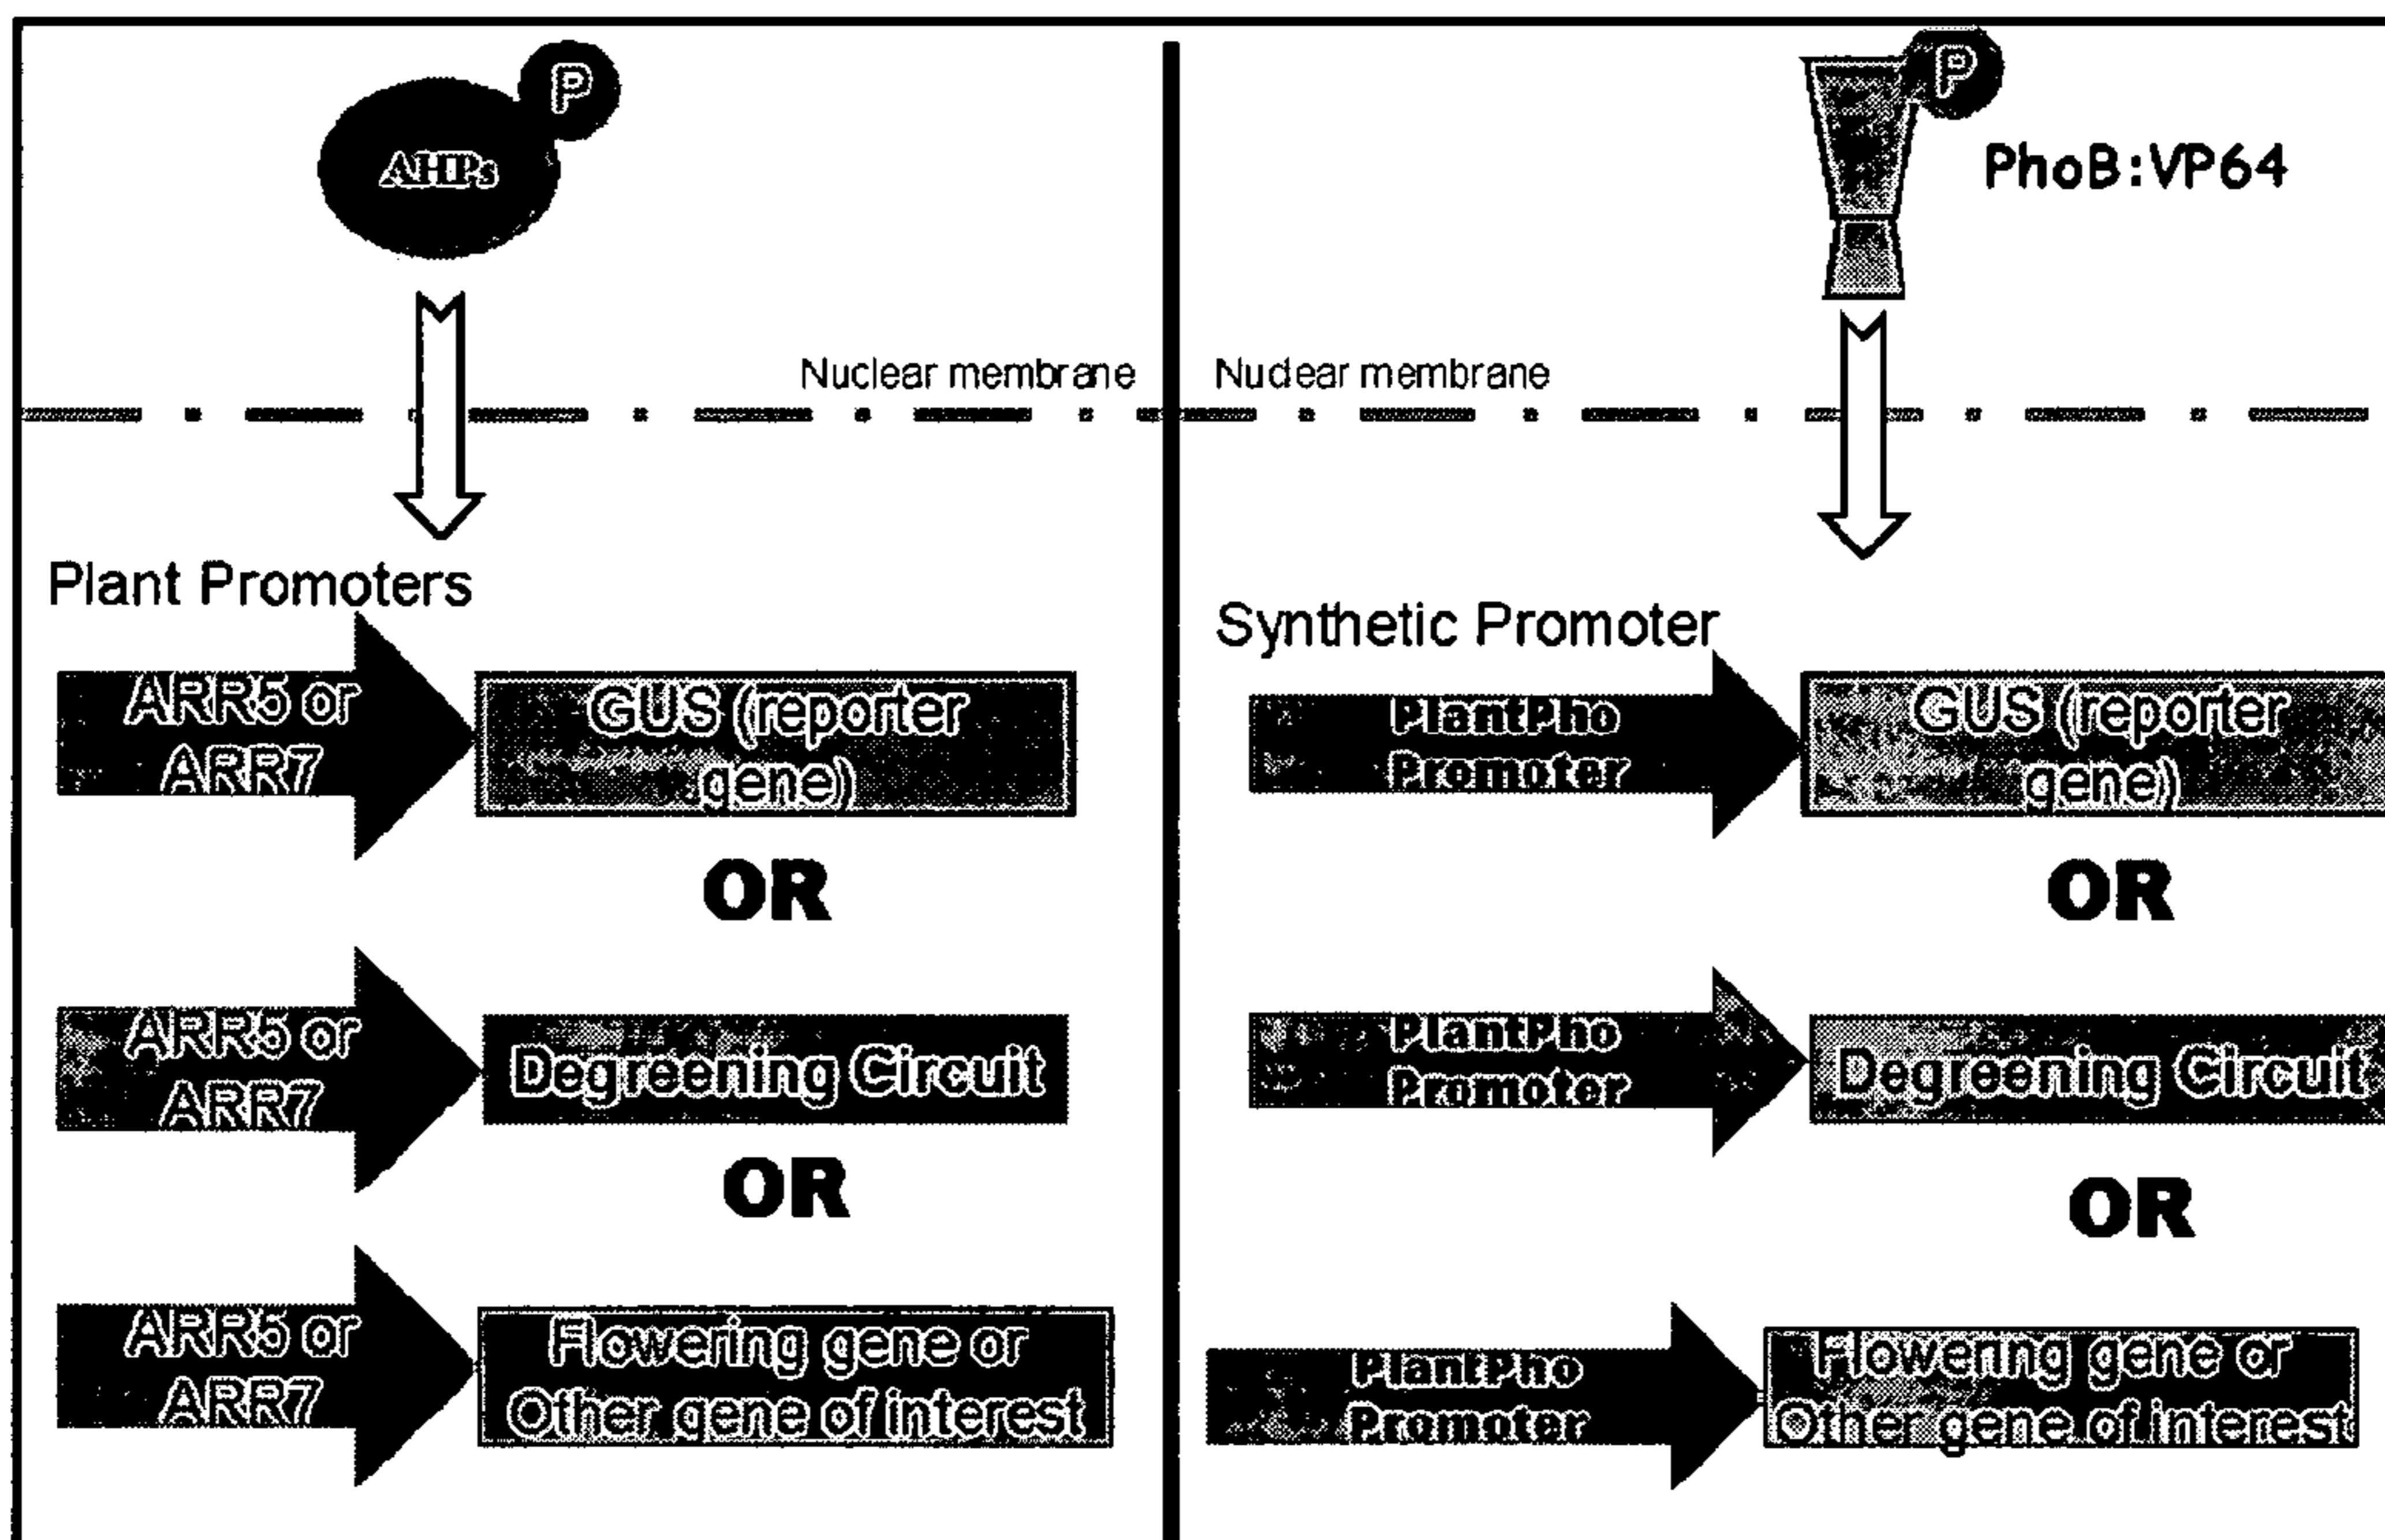 P
AHPs
Nuclear membrane
Plant Promoters
ARR5 or
ARR7
GUS (reporter
gene)
OR
ARR5 or
ARR7
Degreening Circuit
OR
ARR5 or
ARR7
Flowering gene or
Other gene of interest
P
PhoB:VP64
Nuclear membrane
Synthetic Promoter
PlantPho
Promoter
GUS (reporter
gene)
OR
PlantPho
Promoter
Degreening Circuit
OR
PlantPho
Promoter
Flowering gene or
Other gene of interest